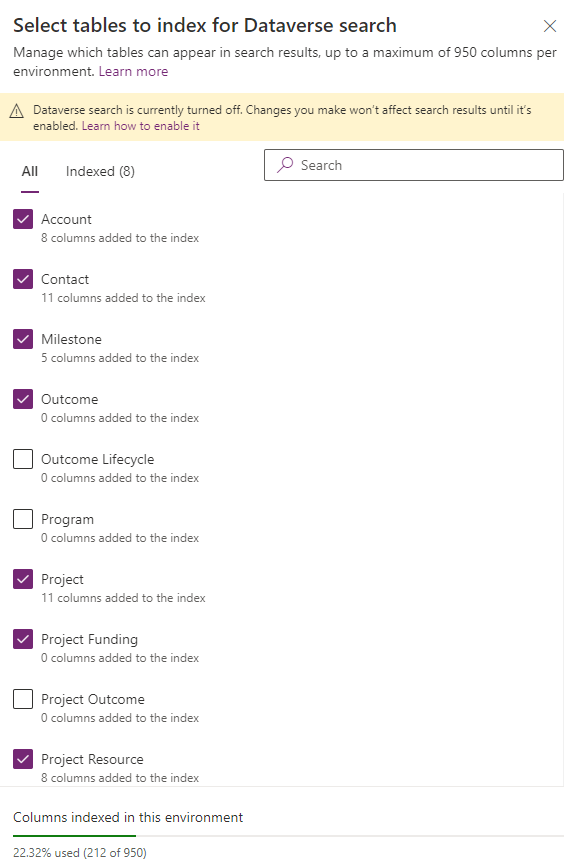 Select tables to index for Dataverse search
Manage which tables can appear in search results, up to a maximum of 950 columns per
environment. Learn more
Dataverse search is currently turned off. Changes you make won't affect search results until it's
enabled. Learn how to enable it
All Indexed (8) Search
Account
8 columns added to the index
Contact
11 columns added to the index
Milestone
5 columns added to the index
Outcome
0 columns added to the index
Outcome Lifecycle
0 columns added to the index
Program
0 columns added to the index
Project
11 columns added to the index
Project Funding
0 columns added to the index
Project Outcome
0 columns added to the index
Project Resource
8 columns added to the index
Columns indexed in this environment
22.32% used (212 of 950)